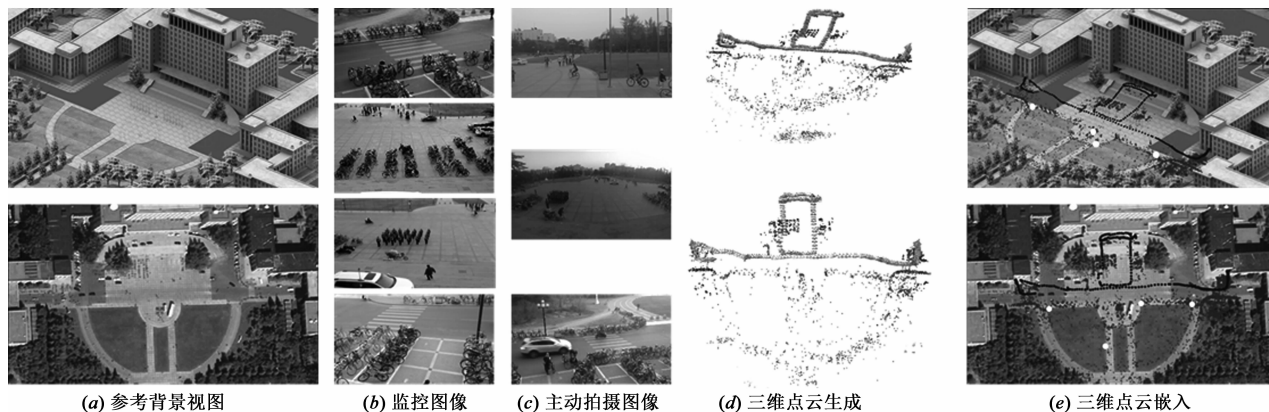 (a) 参考背景视图
(b) 监控图像
(c) 主动拍摄图像
(d) 三维点云生成
(e) 三维点云嵌入